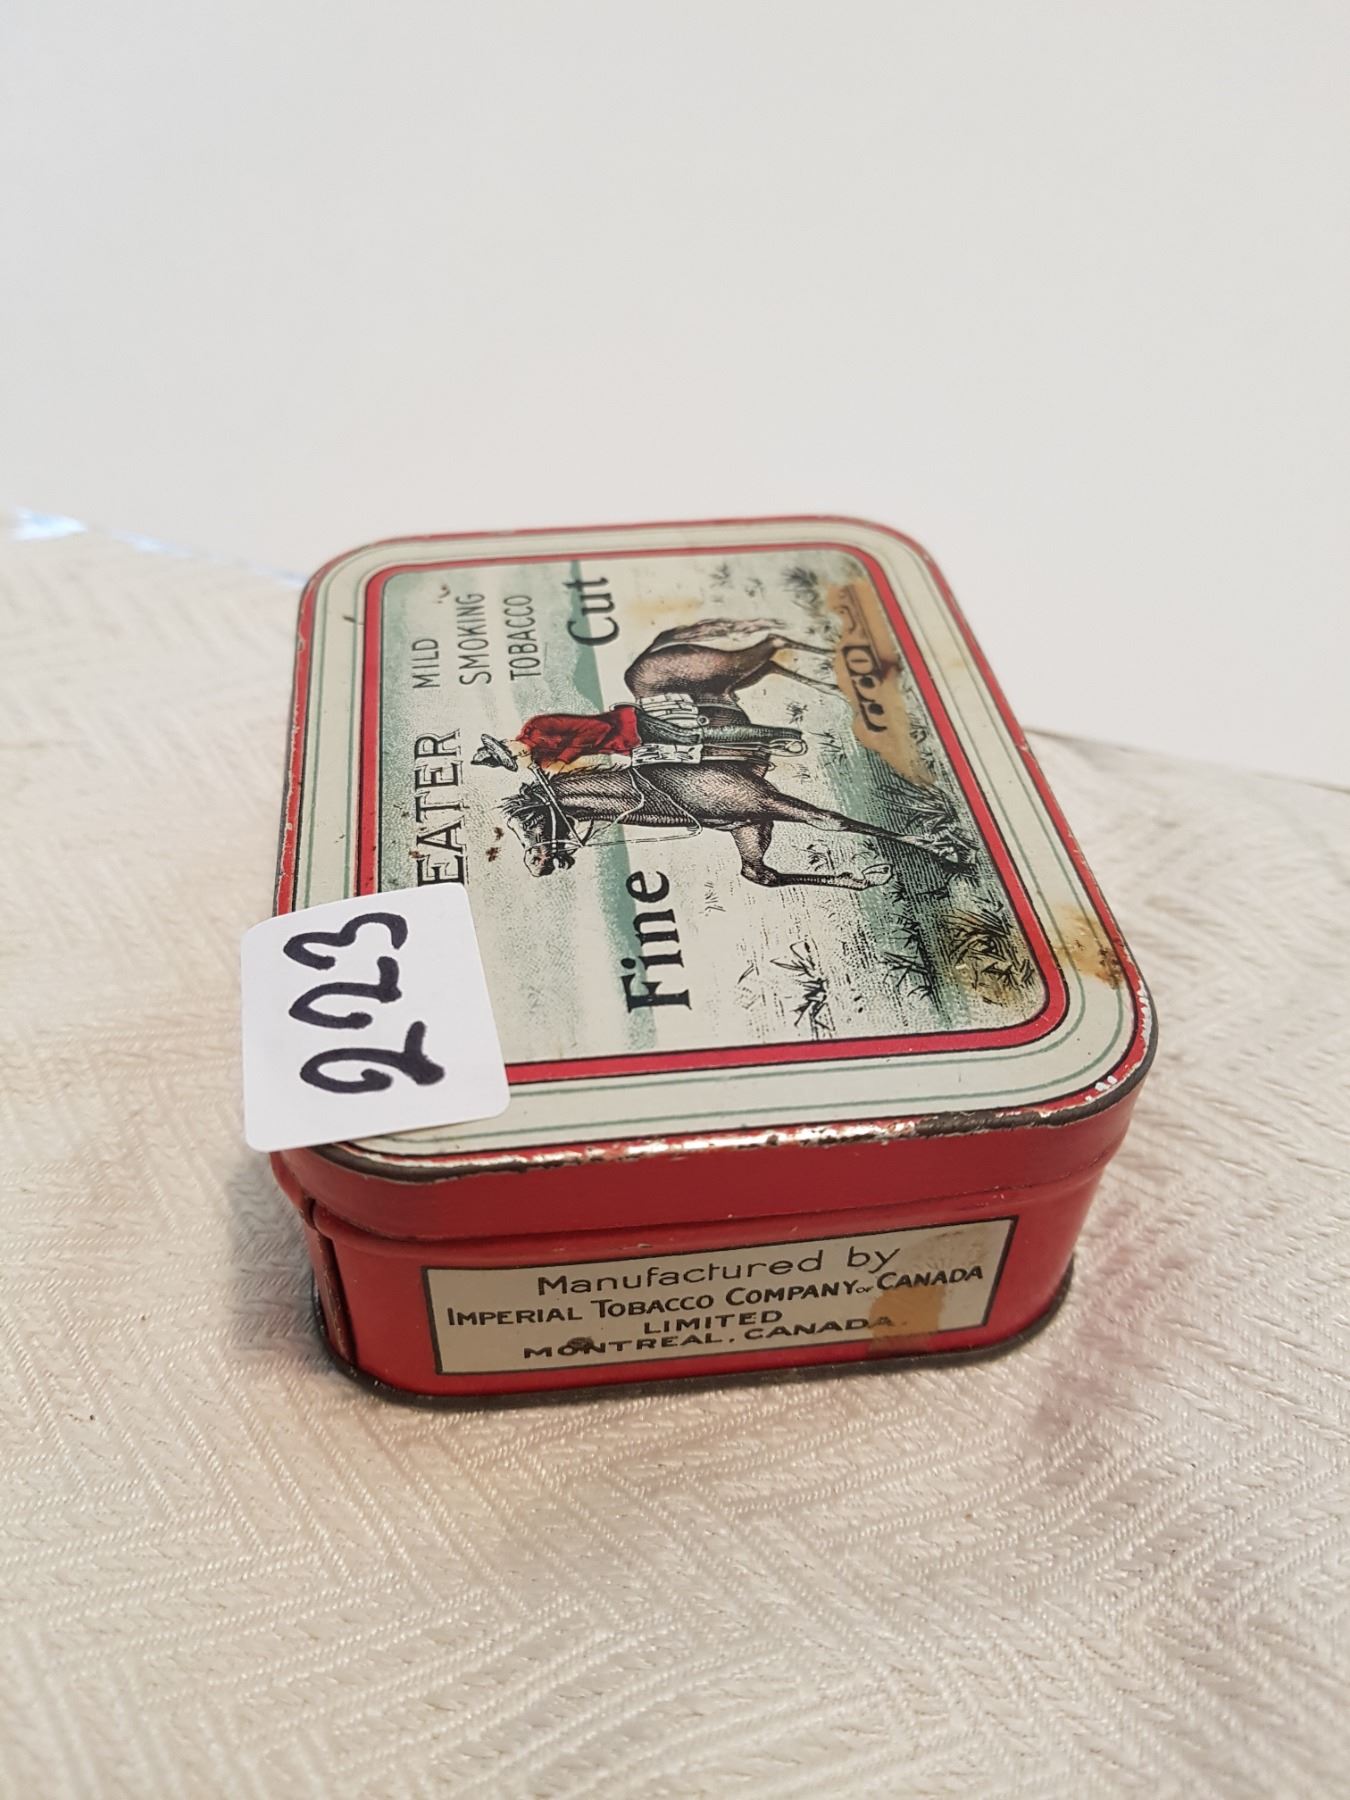 223
EATER
MILD
SMOKING
TOBACCO
Fine Cut
Manufactured by
IMPERIAL TOBACCO COMPANY OF CANADA
LIMITED
MONTREAL, CANADA.